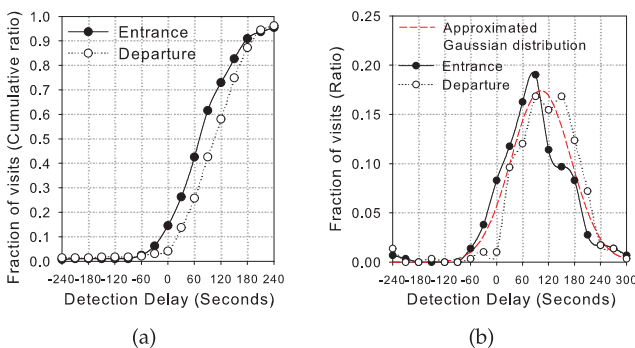 Fraction of visits (Cumulative ratio)
1.0
0.9
0.8
0.7
0.6
0.5
0.4
0.3
0.2
0.1
0.0
Entrance
Departure
-240 -180 -120 -60 0 60 120 180 240
Detection Delay (Seconds)
(a)
Fraction of visits (Ratio)
0.20
0.15
0.10
0.05
0.00
Approximated
Gaussian distribution
Entrance
Departure
-240 -180 -120 -60 0 60 120 180 240 300
Detection Delay (Seconds)
(b)